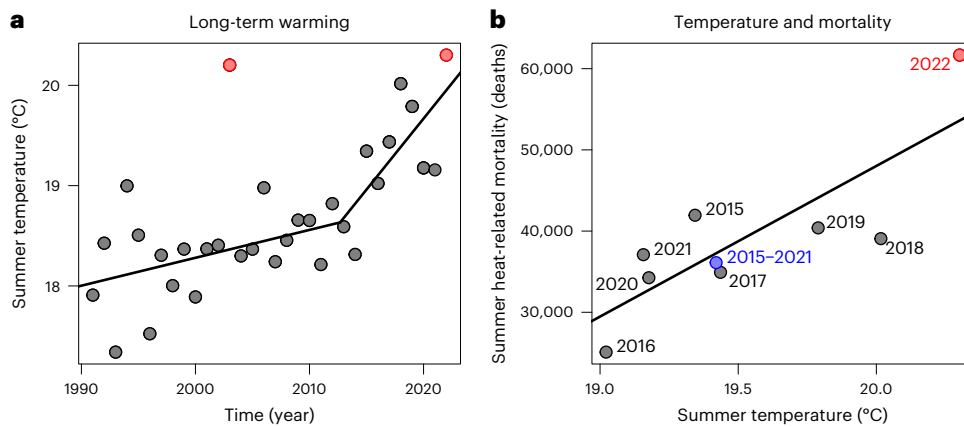 a
Long-term warming
Summer temperature (°C)
20
19
18
1990
2000
2010
2020
Time (year)
b
Temperature and mortality
Summer heat-related mortality (deaths)
60,000
50,000
40,000
30,000
2022
2015
2019
2021
2015–2021
2018
2020
2017
2016
19.0
19.5
20.0
Summer temperature (°C)